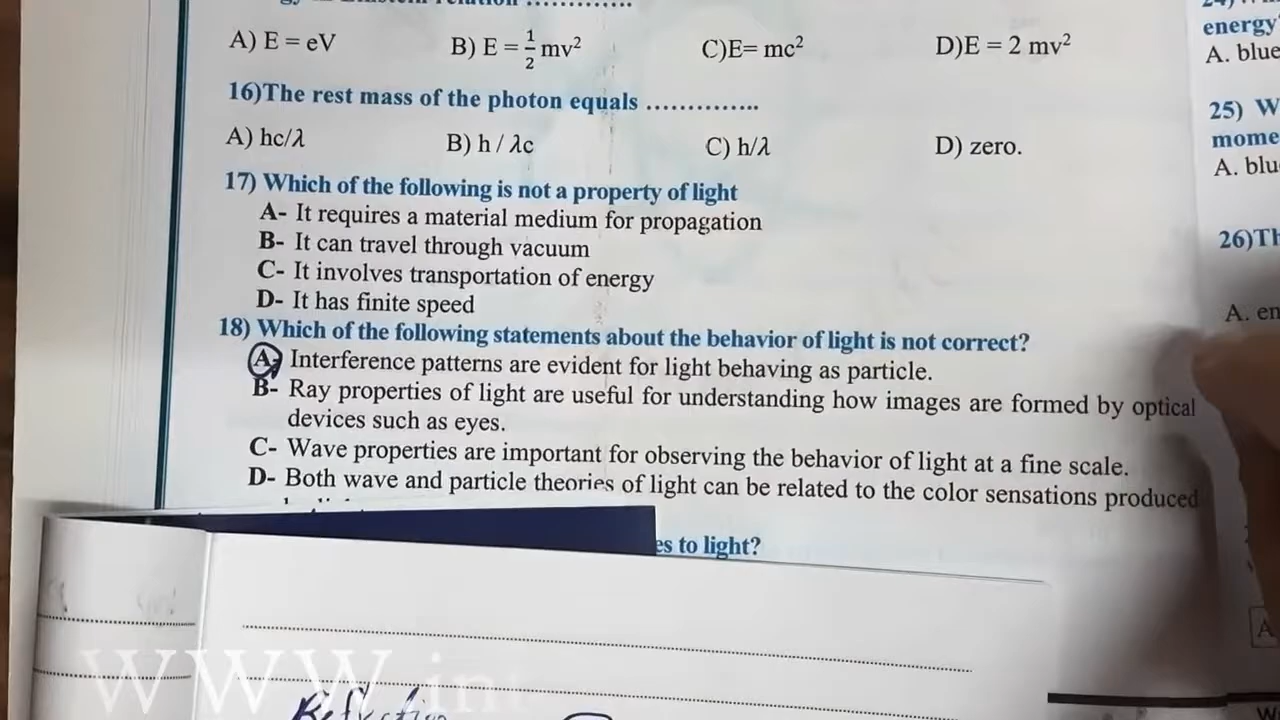 A) E = eV B) E = 1/2 mv² C)E= mc² D)E = 2 mv²
16)The rest mass of the photon equals ..............
A) hc/λ B) h / λc C) h/λ D) zero.
17) Which of the following is not a property of light
A- It requires a material medium for propagation
B- It can travel through vacuum
C- It involves transportation of energy
D- It has finite speed
18) Which of the following statements about the behavior of light is not correct?
A- Interference patterns are evident for light behaving as particle.
B- Ray properties of light are useful for understanding how images are formed by optical
devices such as eyes.
C- Wave properties are important for observing the behavior of light at a fine scale.
D- Both wave and particle theories of light can be related to the color sensations produced
es to light?
Reflection
www.int
energy
A. blue
25) W
mome
A. blu
26)Th
A. en
A